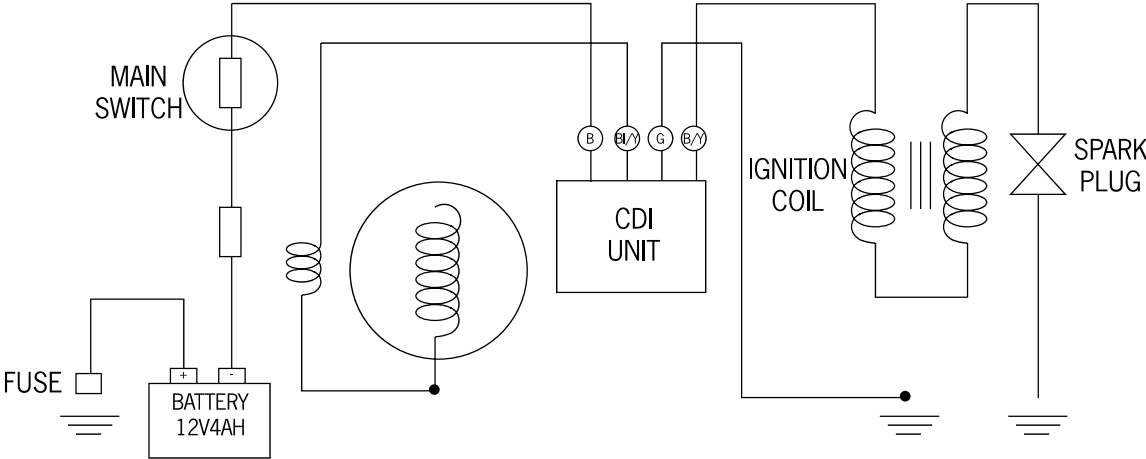 MAIN
SWITCH
B
Bl/Y
G
B/Y
IGNITION
COIL
SPARK
PLUG
CDI
UNIT
FUSE
+
-
BATTERY
12V4AH